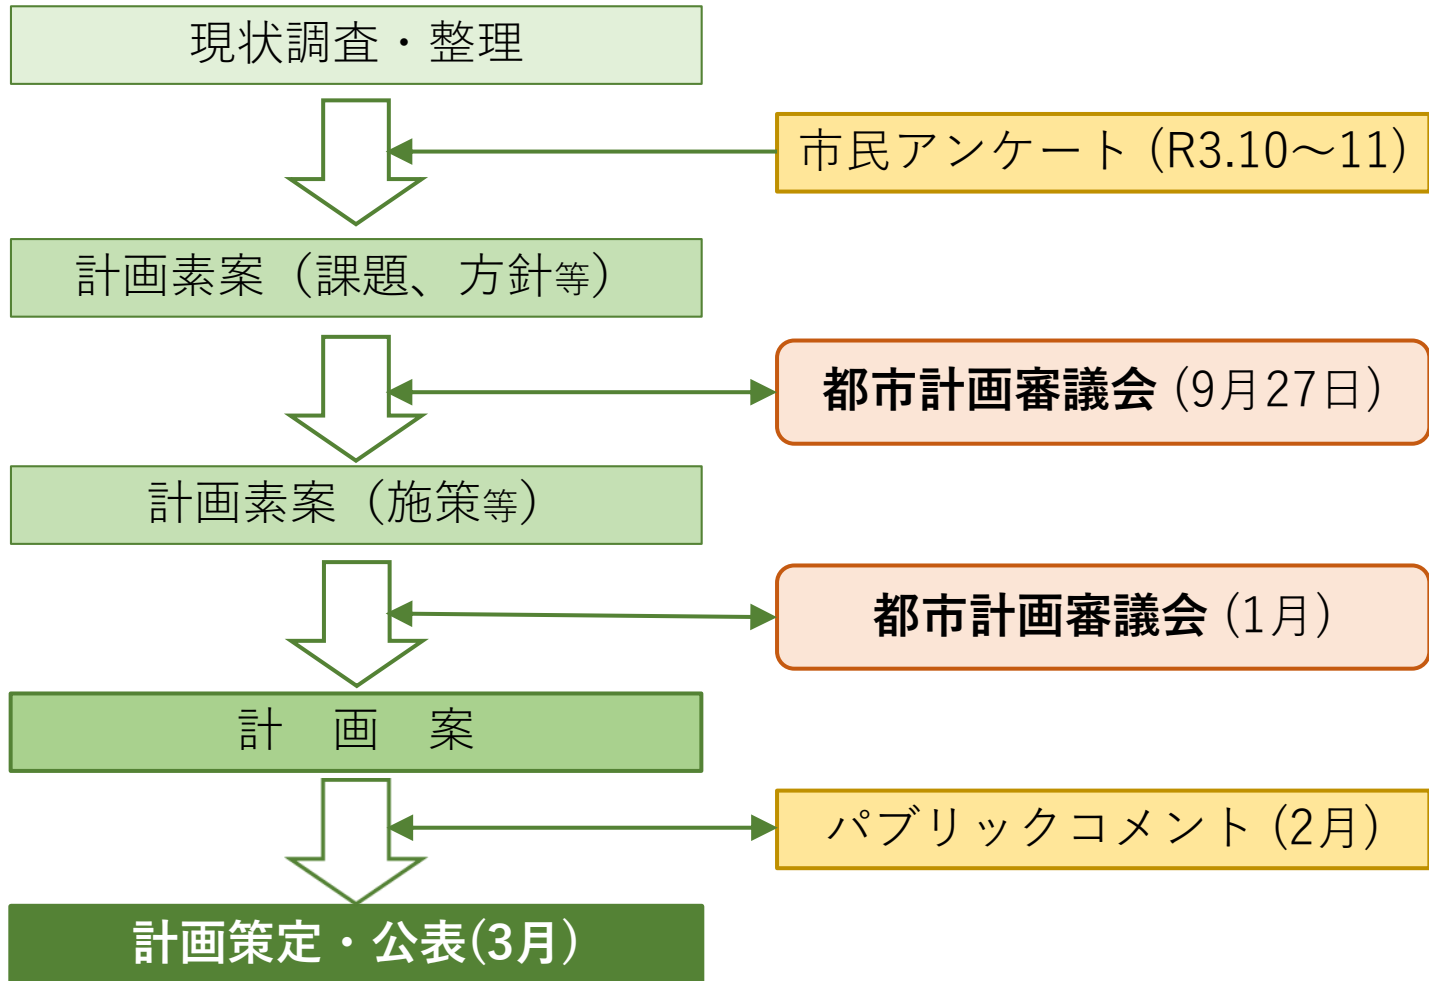 現状調査・整理
市民アンケート (R3.10～11)
計画素案（課題、方針等）
都市計画審議会 (9月27日)
計画素案（施策等）
都市計画審議会 (1月)
計　画　案
パブリックコメント (2月)
計画策定・公表(3月)